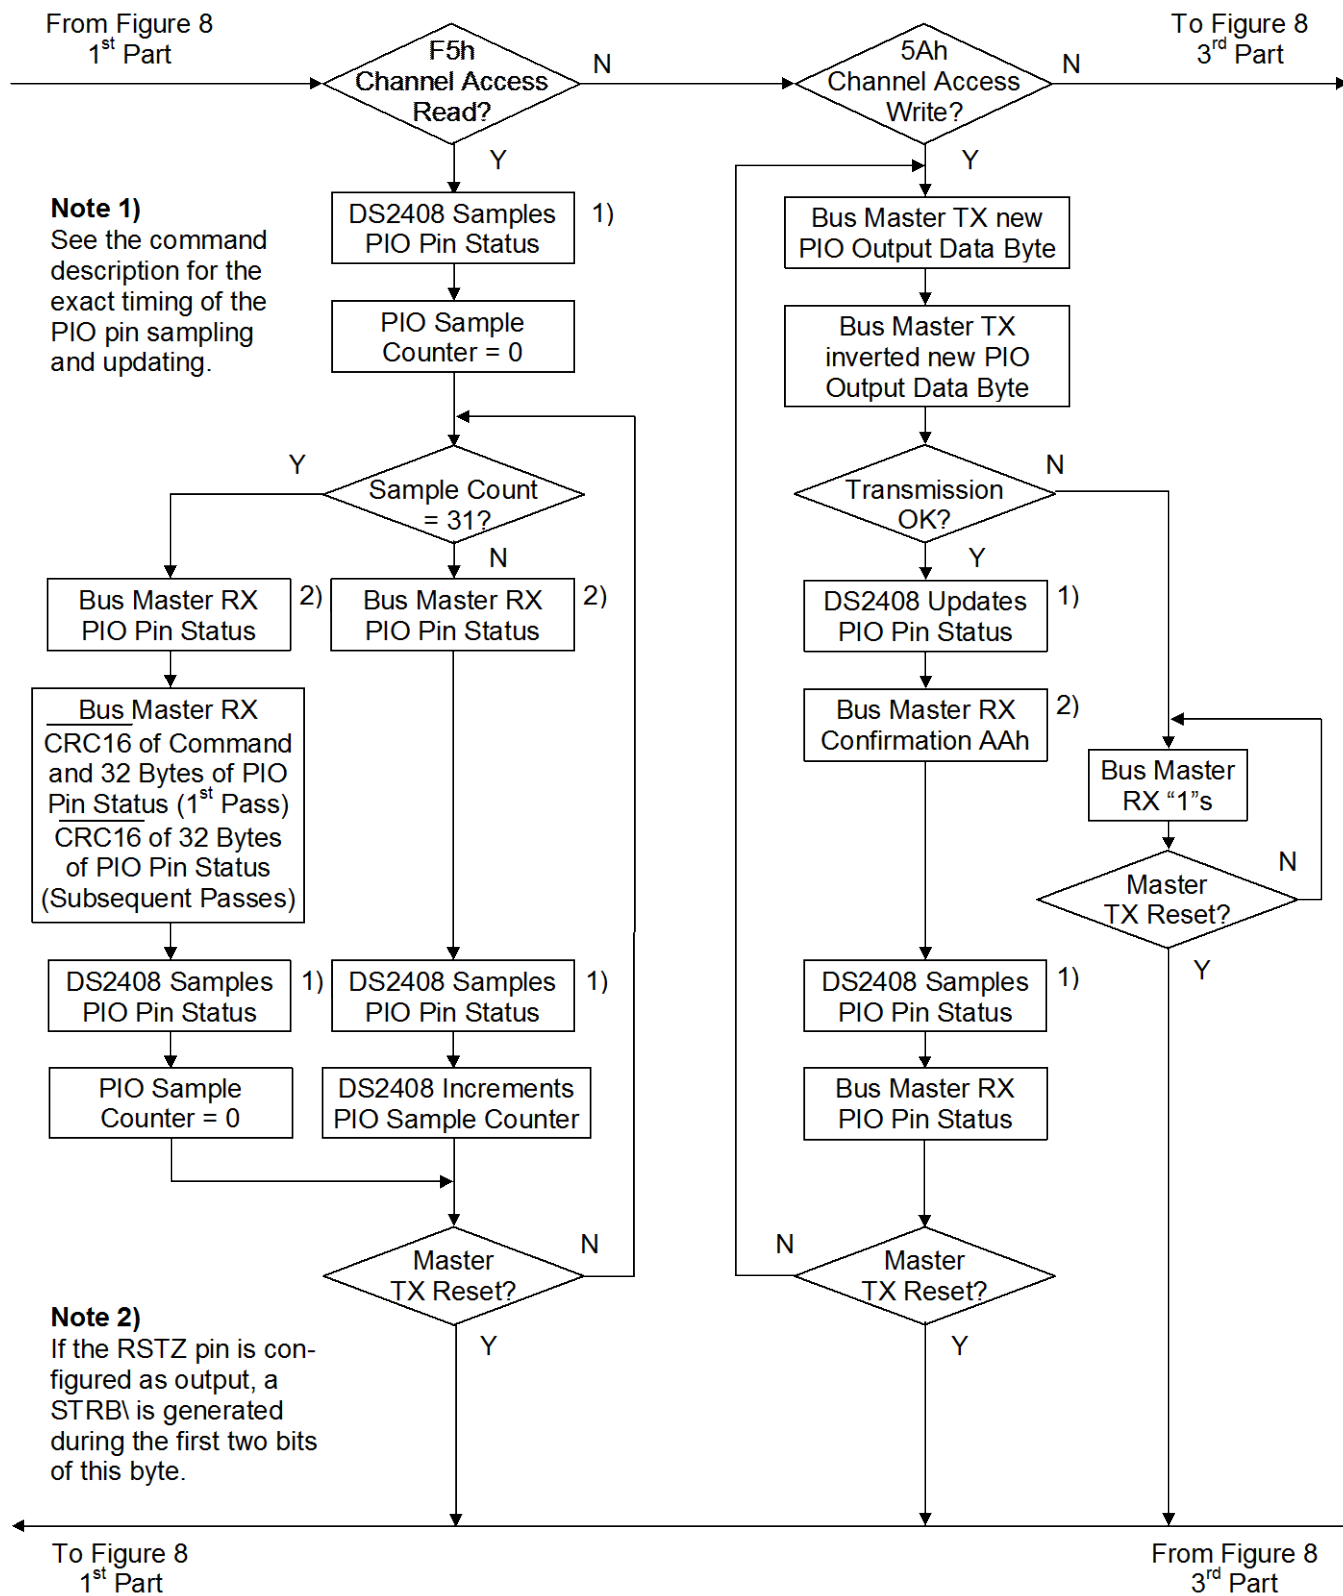 From Figure 8
1st Part
F5h
Channel Access
Read?
N
5Ah
Channel Access
Write?
N
To Figure 8
3rd Part
Y
Y
Note 1)
See the command
description for the
exact timing of the
PIO pin sampling
and updating.
DS2408 Samples
PIO Pin Status
1)
PIO Sample
Counter = 0
Bus Master TX new
PIO Output Data Byte
Bus Master TX
inverted new PIO
Output Data Byte
Y
Sample Count
= 31?
N
Transmission
OK?
N
Y
Bus Master RX
PIO Pin Status
2)
Bus Master RX
PIO Pin Status
2)
DS2408 Updates
PIO Pin Status
1)
Bus Master RX
CRC16 of Command
and 32 Bytes of PIO
Pin Status (1st Pass)
CRC16 of 32 Bytes
of PIO Pin Status
(Subsequent Passes)
Bus Master RX
Confirmation AAh
2)
Bus Master
RX “1”s
Master
TX Reset?
N
Y
DS2408 Samples
PIO Pin Status
1)
DS2408 Samples
PIO Pin Status
1)
DS2408 Samples
PIO Pin Status
1)
PIO Sample
Counter = 0
DS2408 Increments
PIO Sample Counter
Bus Master RX
PIO Pin Status
Master
TX Reset?
N
Y
N
Master
TX Reset?
Y
Note 2)
If the RSTZ pin is con-
figured as output, a
STRB\ is generated
during the first two bits
of this byte.
To Figure 8
1st Part
From Figure 8
3rd Part